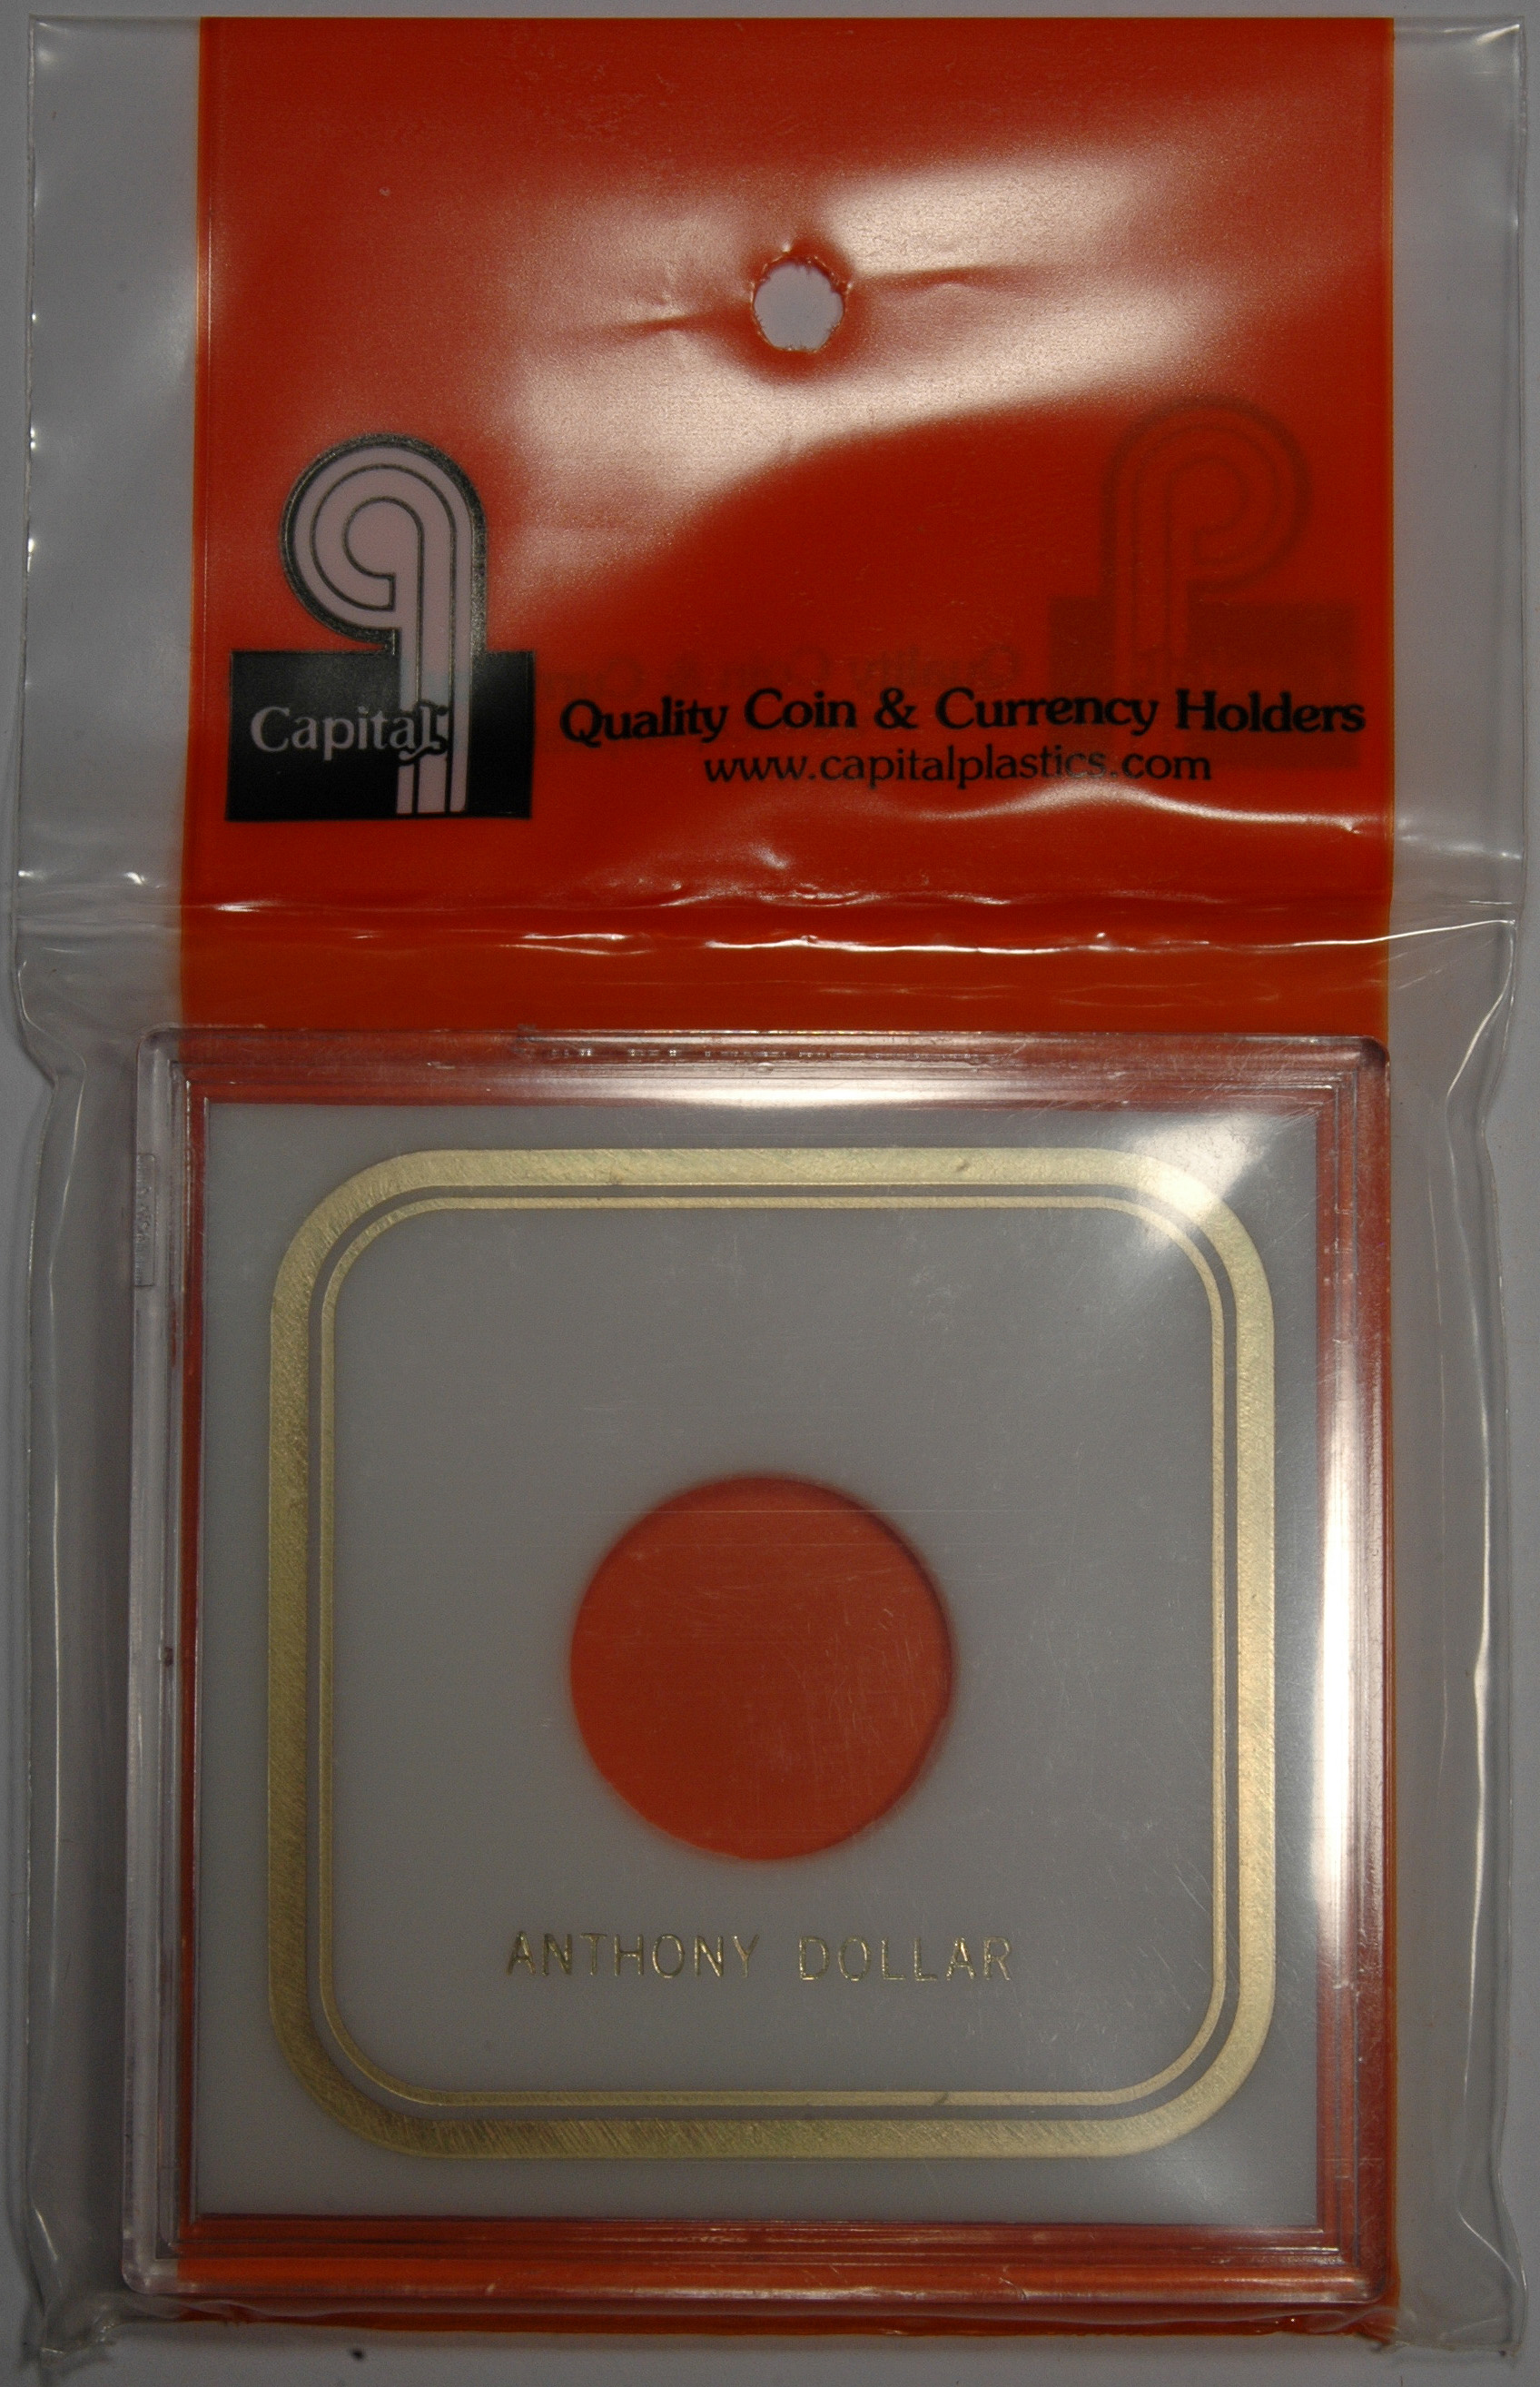 Capital
Quality Coin & Currency Holders
www.capitalplastics.com
ANTHONY DOLLAR